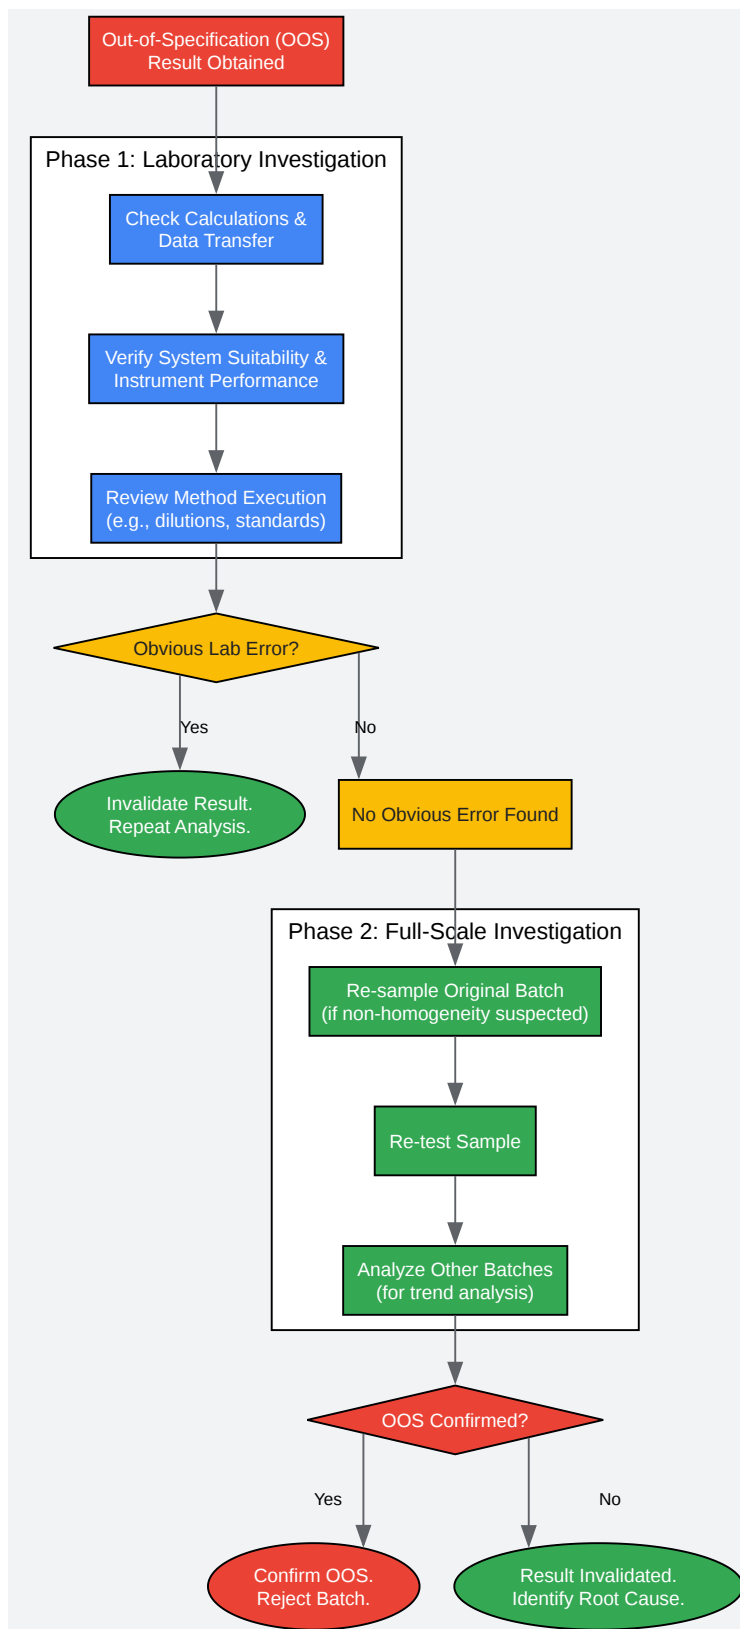 Out-of-Specification (OOS)
Result Obtained
Phase 1: Laboratory Investigation
Check Calculations &
Data Transfer
Verify System Suitability &
Instrument Performance
Review Method Execution
(e.g., dilutions, standards)
Obvious Lab Error?
Yes
No
Invalidate Result.
Repeat Analysis.
No Obvious Error Found
Phase 2: Full-Scale Investigation
Re-sample Original Batch
(if non-homogeneity suspected)
Re-test Sample
Analyze Other Batches
(for trend analysis)
OOS Confirmed?
Yes
No
Confirm OOS.
Reject Batch.
Result Invalidated.
Identify Root Cause.